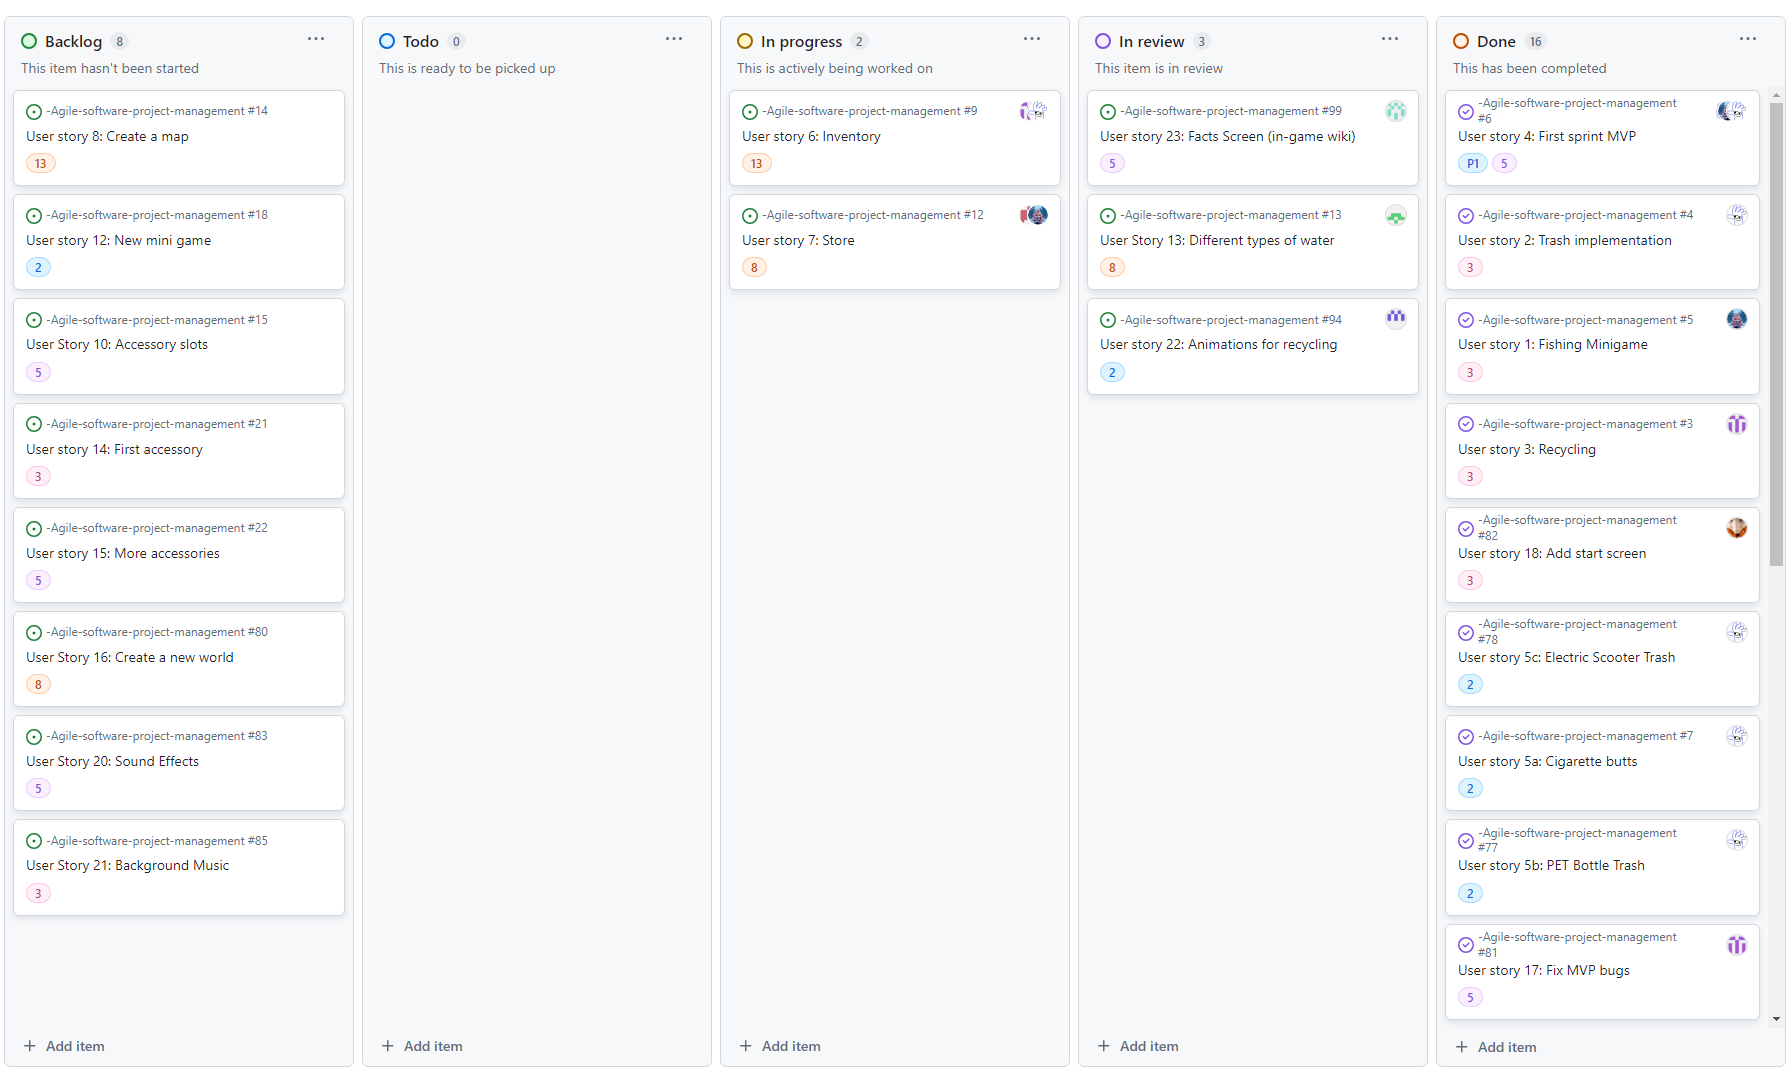 Backlog 8
This item hasn't been started
-Agile-software-project-management #14
User story 8: Create a map
13
-Agile-software-project-management #18
User story 12: New mini game
2
-Agile-software-project-management #15
User Story 10: Accessory slots
5
-Agile-software-project-management #21
User story 14: First accessory
3
-Agile-software-project-management #22
User story 15: More accessories
5
-Agile-software-project-management #80
User Story 16: Create a new world
8
-Agile-software-project-management #83
User Story 20: Sound Effects
5
-Agile-software-project-management #85
User Story 21: Background Music
3
Add item
Todo 0
This is ready to be picked up
Add item
In progress 2
This is actively being worked on
-Agile-software-project-management #9
User story 6: Inventory
13
-Agile-software-project-management #12
User story 7: Store
8
Add item
In review 3
This item is in review
-Agile-software-project-management #99
User story 23: Facts Screen (in-game wiki)
5
-Agile-software-project-management #13
User Story 13: Different types of water
8
-Agile-software-project-management #94
User story 22: Animations for recycling
2
Add item
Done 16
This has been completed
-Agile-software-project-management
#6
User story 4: First sprint MVP
P1 5
-Agile-software-project-management #4
User story 2: Trash implementation
3
-Agile-software-project-management #5
User story 1: Fishing Minigame
3
-Agile-software-project-management #3
User story 3: Recycling
3
-Agile-software-project-management
#82
User story 18: Add start screen
3
-Agile-software-project-management
#78
User story 5c: Electric Scooter Trash
2
-Agile-software-project-management #7
User story 5a: Cigarette butts
2
-Agile-software-project-management
#77
User story 5b: PET Bottle Trash
2
-Agile-software-project-management
#81
User story 17: Fix MVP bugs
5
Add item